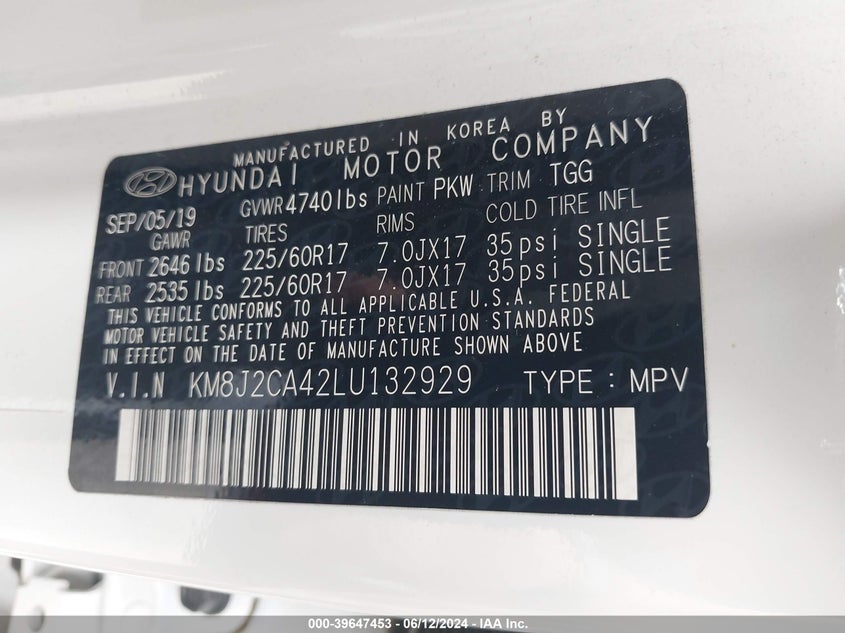 MANUFACTURED IN KOREA BY
HYUNDAI MOTOR COMPANY
SEP/05/19 GVWR 4740lbs PAINT PKW TRIM TGG
GAWR TIRES RIMS COLD TIRE INFL
FRONT 2646 lbs 225/60R17 7.0JX17 35psi SINGLE
REAR 2535 lbs 225/60R17 7.0JX17 35psi SINGLE
THIS VEHICLE CONFORMS TO ALL APPLICABLE U.S.A. FEDERAL
MOTOR VEHICLE SAFETY AND THEFT PREVENTION STANDARDS
IN EFFECT ON THE DATE OF MANUFACTURE SHOWN ABOVE
V.I.N KM8J2CA42LU132929 TYPE : MPV
000-39647453 - 06/12/2024 - IAA Inc.